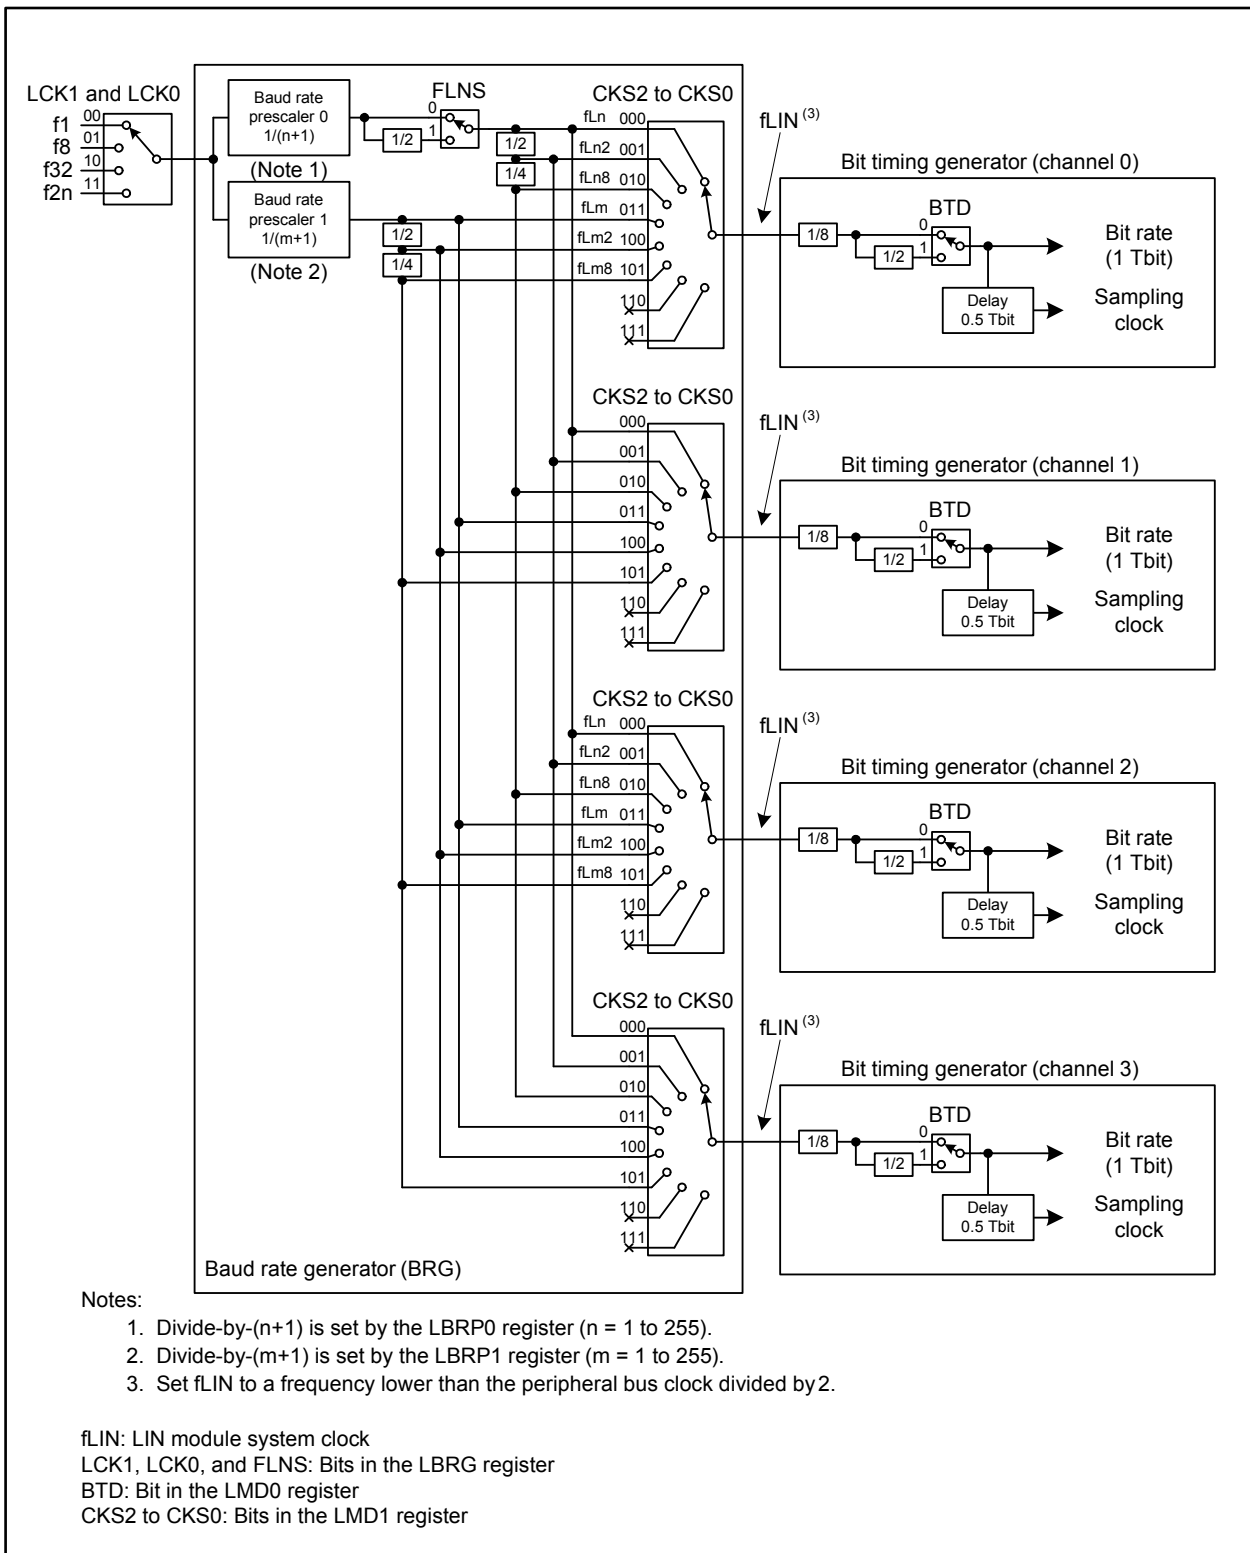 LCK1 and LCK0
f1 00
f8 01
f32 10
f2n 11
Baud rate
prescaler 0
1/(n+1)
(Note 1)
Baud rate
prescaler 1
1/(m+1)
(Note 2)
FLNS
0
1
1/2
1/2
1/4
1/2
1/4
CKS2 to CKS0
fLn 000
fLn2 001
fLn8 010
fLm 011
fLm2 100
fLm8 101
110
111
fLIN (3)
Bit timing generator (channel 0)
1/8
1/2
BTD
0
1
Delay
0.5 Tbit
Bit rate
(1 Tbit)
Sampling
clock
CKS2 to CKS0
000
001
010
011
100
101
110
111
fLIN (3)
Bit timing generator (channel 1)
1/8
1/2
BTD
0
1
Delay
0.5 Tbit
Bit rate
(1 Tbit)
Sampling
clock
CKS2 to CKS0
fLn 000
fLn2 001
fLn8 010
fLm 011
fLm2 100
fLm8 101
110
111
fLIN (3)
Bit timing generator (channel 2)
1/8
1/2
BTD
0
1
Delay
0.5 Tbit
Bit rate
(1 Tbit)
Sampling
clock
CKS2 to CKS0
000
001
010
011
100
101
110
111
fLIN (3)
Bit timing generator (channel 3)
1/8
1/2
BTD
0
1
Delay
0.5 Tbit
Bit rate
(1 Tbit)
Sampling
clock
Baud rate generator (BRG)
Notes:
1. Divide-by-(n+1) is set by the LBRP0 register (n = 1 to 255).
2. Divide-by-(m+1) is set by the LBRP1 register (m = 1 to 255).
3. Set fLIN to a frequency lower than the peripheral bus clock divided by 2.
fLIN: LIN module system clock
LCK1, LCK0, and FLNS: Bits in the LBRG register
BTD: Bit in the LMD0 register
CKS2 to CKS0: Bits in the LMD1 register